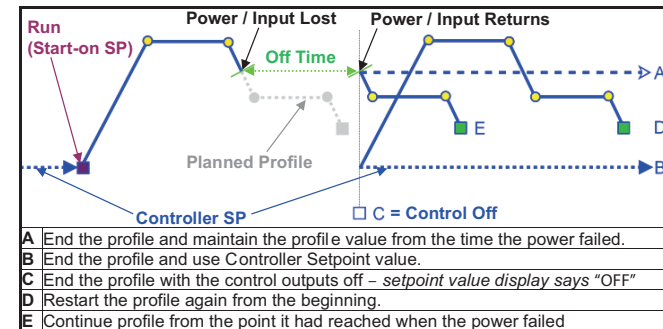 Run
(Start-on SP)
Power / Input Lost
Power / Input Returns
Off Time
A
E
D
Planned Profile
B
Controller SP
C = Control Off
A End the profile and maintain the profile value from the time the power failed.
B End the profile and use Controller Setpoint value.
C End the profile with the control outputs off – setpoint value display says “OFF”
D Restart the profile again from the beginning.
E Continue profile from the point it had reached when the power failed